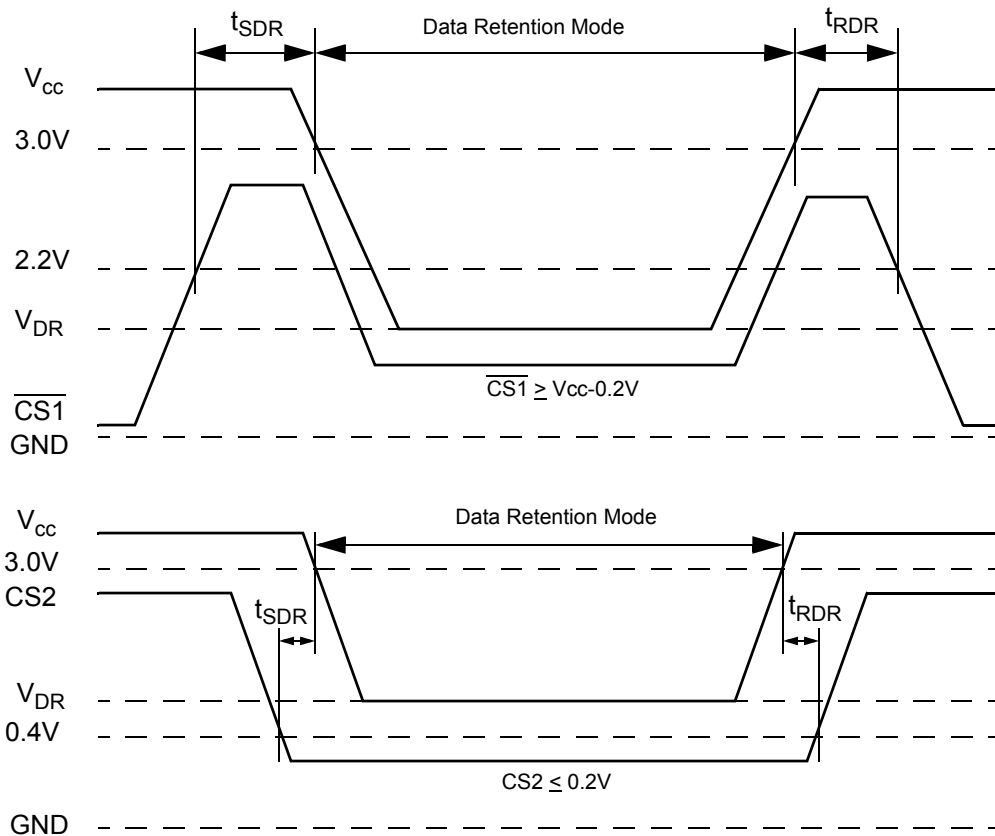 tSDR
Data Retention Mode
tRDR
Vcc
3.0V
2.2V
VDR
CS1 ≥ Vcc-0.2V
CS1
GND
Vcc
Data Retention Mode
3.0V
CS2
tSDR
tRDR
VDR
0.4V
CS2 ≤ 0.2V
GND